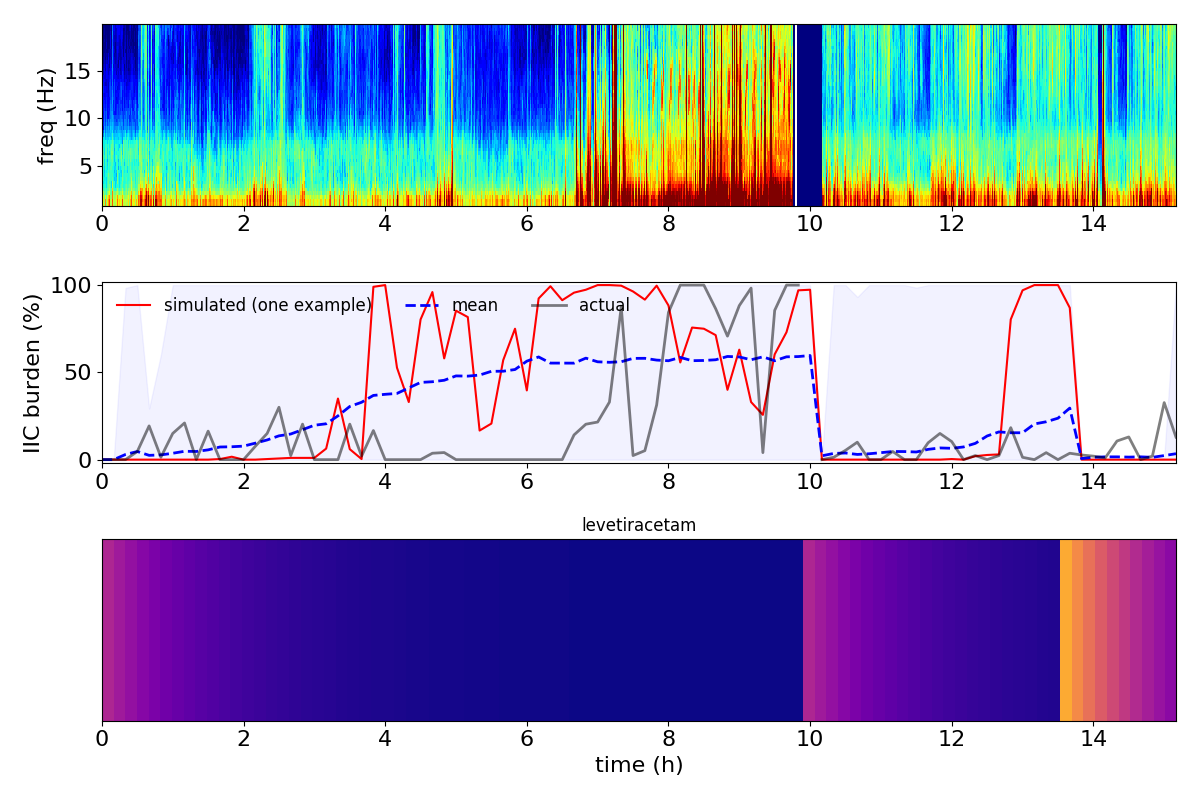 freq (Hz)
15
10
5
0 2 4 6 8 10 12 14
IIC burden (%)
100
50
0
simulated (one example) mean actual
0 2 4 6 8 10 12 14
levetiracetam
0 2 4 6 8 10 12 14
time (h)